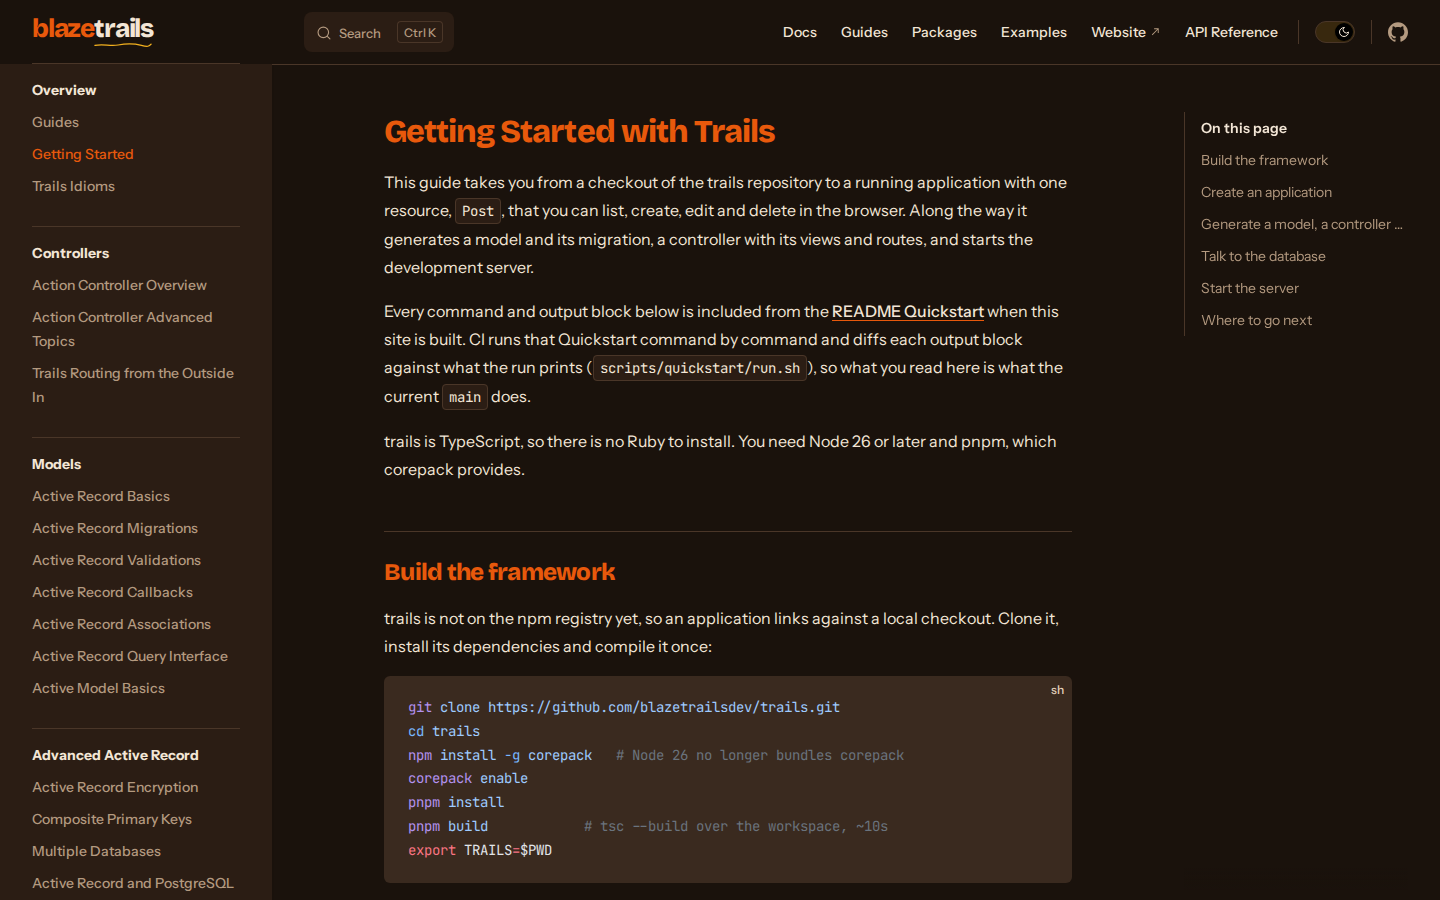 blazetrails
Search
Ctrl K
Docs
Guides
Packages
Examples
Website ↗
API Reference
Overview
Guides
Getting Started
Trails Idioms
Controllers
Action Controller Overview
Action Controller Advanced
Topics
Trails Routing from the Outside
In
Models
Active Record Basics
Active Record Migrations
Active Record Validations
Active Record Callbacks
Active Record Associations
Active Record Query Interface
Active Model Basics
Advanced Active Record
Active Record Encryption
Composite Primary Keys
Multiple Databases
Active Record and PostgreSQL
Getting Started with Trails
This guide takes you from a checkout of the trails repository to a running application with one
resource, Post, that you can list, create, edit and delete in the browser. Along the way it
generates a model and its migration, a controller with its views and routes, and starts the
development server.
Every command and output block below is included from the README Quickstart when this
site is built. CI runs that Quickstart command by command and diffs each output block
against what the run prints (scripts/quickstart/run.sh), so what you read here is what the
current main does.
trails is TypeScript, so there is no Ruby to install. You need Node 26 or later and pnpm, which
corepack provides.
Build the framework
trails is not on the npm registry yet, so an application links against a local checkout. Clone it,
install its dependencies and compile it once:
sh
git clone https://github.com/blazetrailsdev/trails.git
cd trails
npm install -g corepack   # Node 26 no longer bundles corepack
corepack enable
pnpm install
pnpm build            # tsc --build over the workspace, ~10s
export TRAILS=$PWD
On this page
Build the framework
Create an application
Generate a model, a controller ...
Talk to the database
Start the server
Where to go next